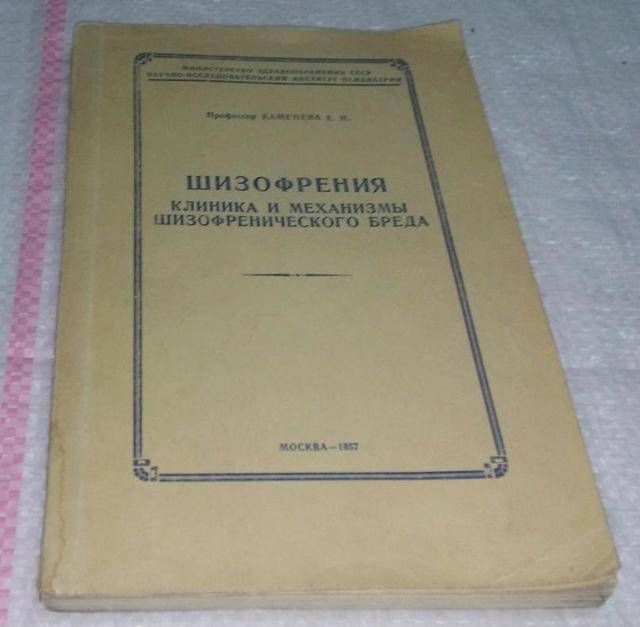 МИНИСТЕРСТВО ЗДРАВООХРАНЕНИЯ СССР
НАУЧНО-ИССЛЕДОВАТЕЛЬСКИЙ ИНСТИТУТ ПСИХИАТРИИ
Профессор КАМЕНЕВА Е. Н.
ШИЗОФРЕНИЯ
КЛИНИКА И МЕХАНИЗМЫ
ШИЗОФРЕНИЧЕСКОГО БРЕДА
МОСКВА—1957